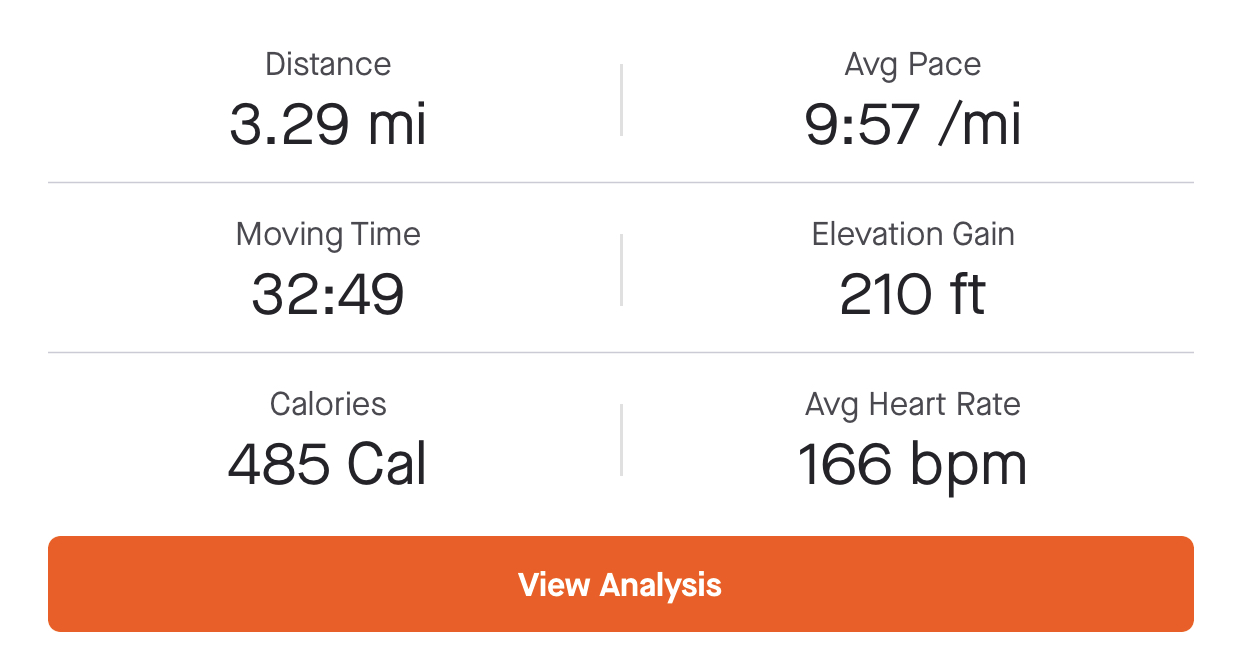 Distance
3.29 mi
Avg Pace
9:57 /mi
Moving Time
32:49
Elevation Gain
210 ft
Calories
485 Cal
Avg Heart Rate
166 bpm
View Analysis